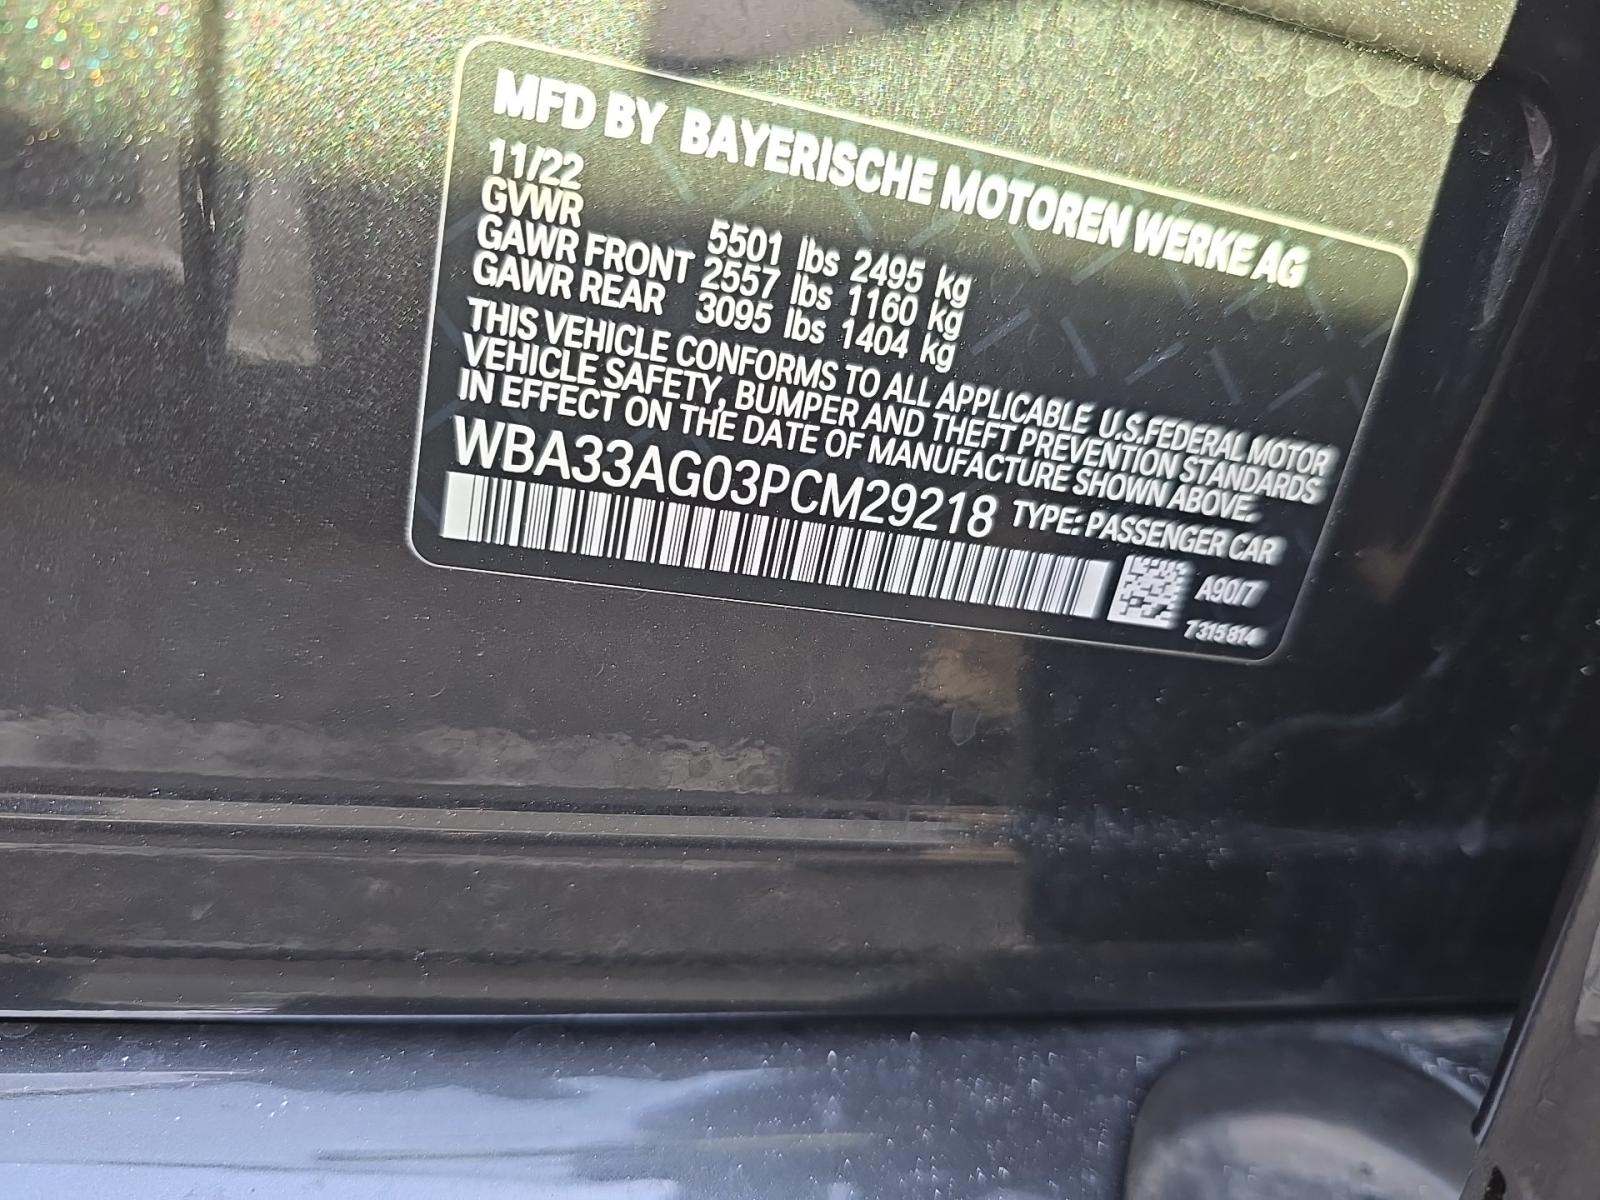 MFD BY BAYERISCHE MOTOREN WERKE AG
11/22
GVWR 5501 lbs 2495 kg
GAWR FRONT 2557 lbs 1160 kg
GAWR REAR 3095 lbs 1404 kg
THIS VEHICLE CONFORMS TO ALL APPLICABLE U.S.FEDERAL MOTOR
VEHICLE SAFETY, BUMPER AND THEFT PREVENTION STANDARDS
IN EFFECT ON THE DATE OF MANUFACTURE SHOWN ABOVE.
WBA33AG03PCM29218 TYPE: PASSENGER CAR
A90/7
7315814